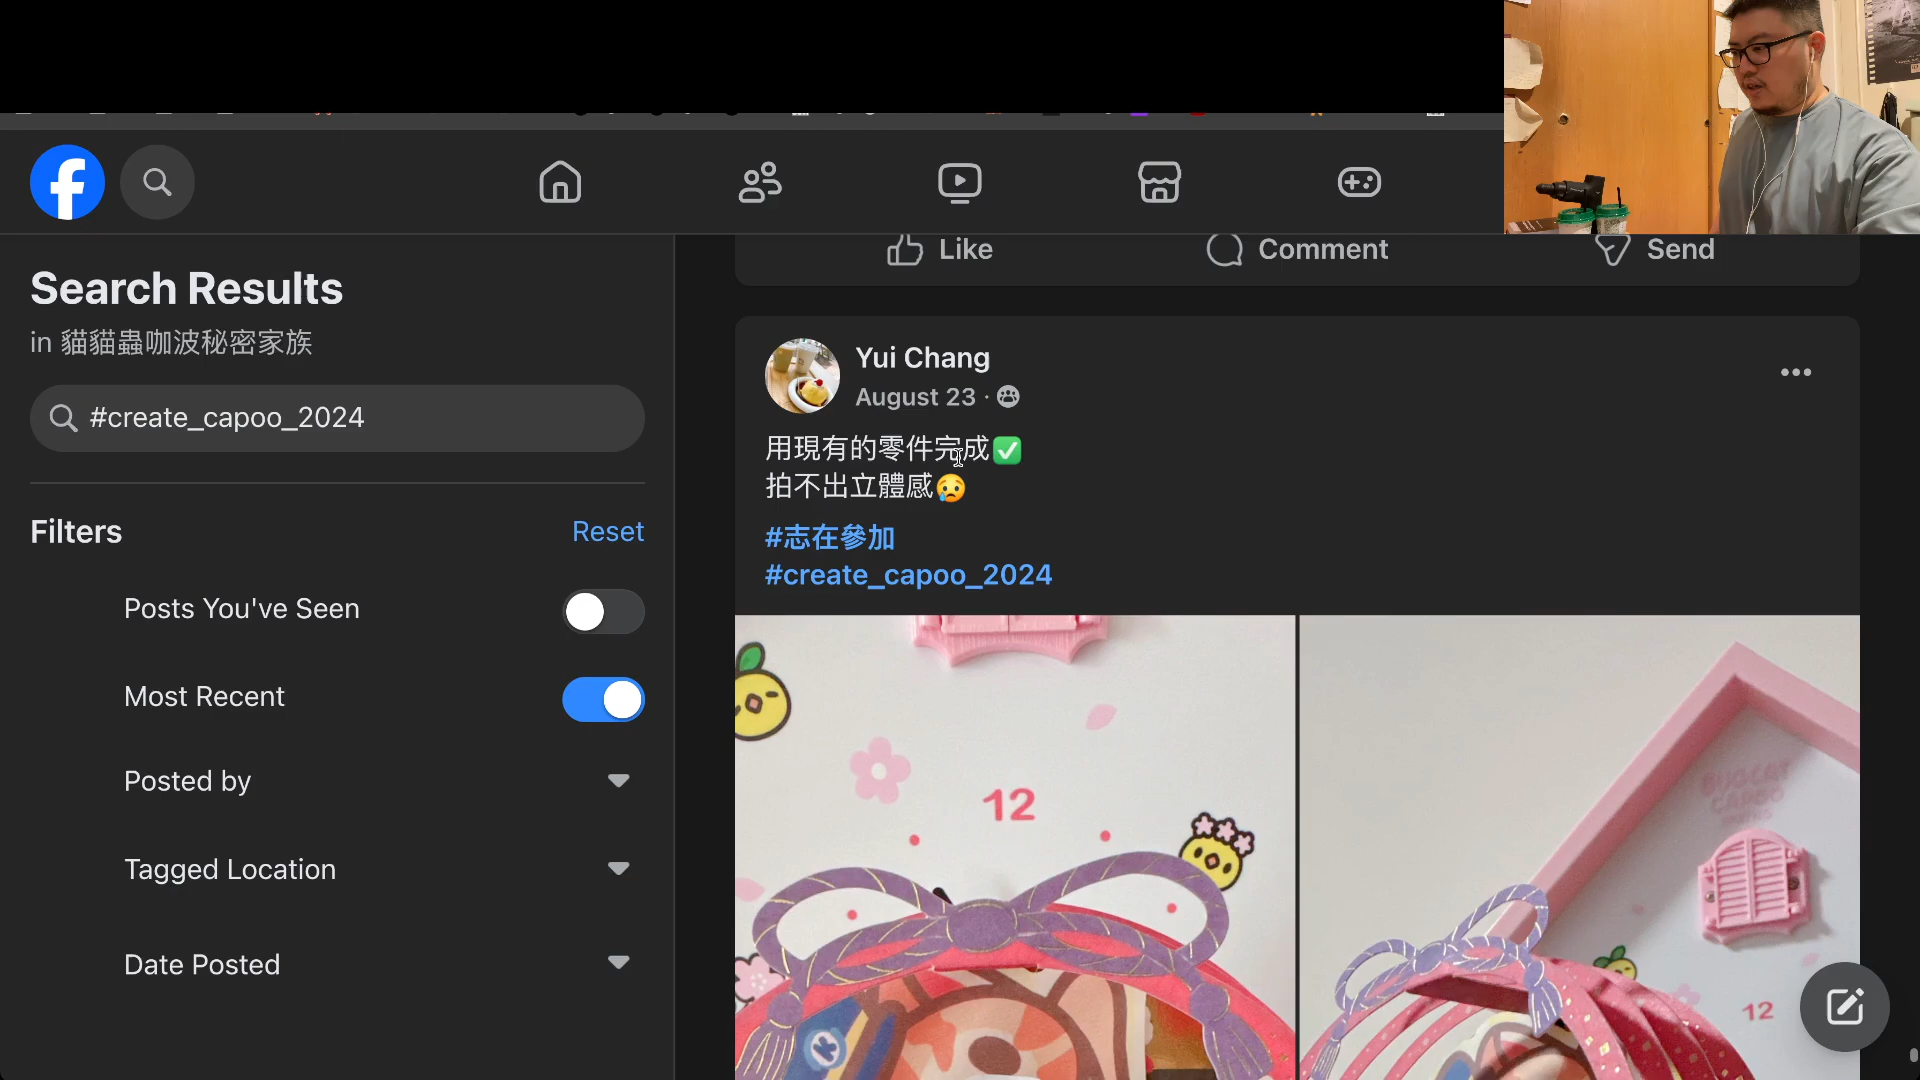 Like
Comment
Send
Search Results
in 貓貓蟲咖波秘密家族
#create_capoo_2024
Filters
Reset
Posts You've Seen
Most Recent
Posted by
Tagged Location
Date Posted
Yui Chang
August 23 ·
用現有的零件完成✅
拍不出立體感😢
#志在參加
#create_capoo_2024
12
BUGCAT
CAPOO
12